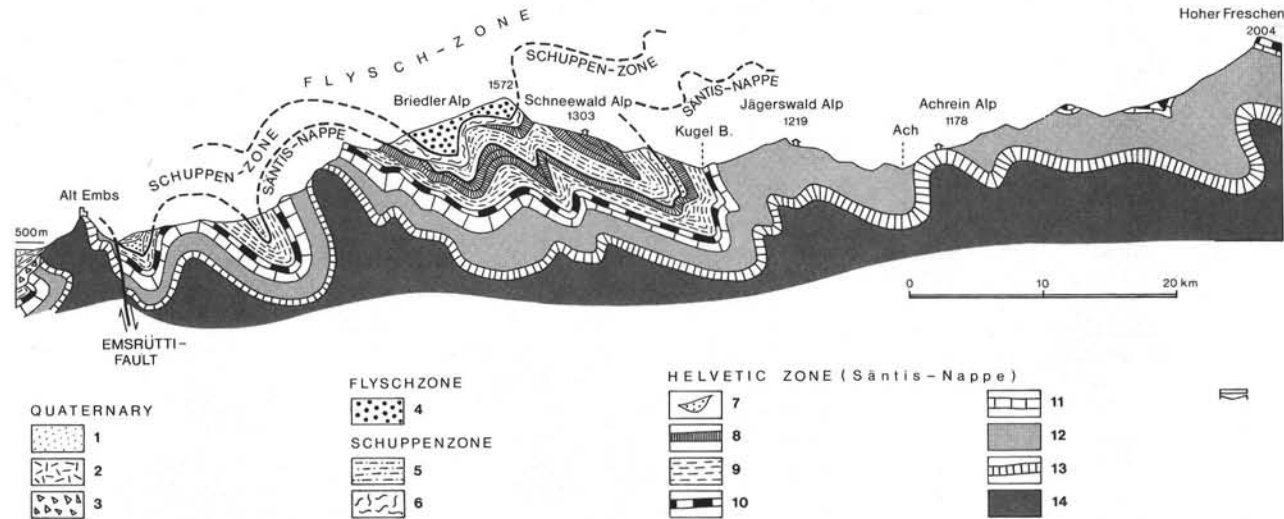 Hoher Freschen
2004
FLYSCH-ZONE
SCHUPPEN-ZONE
SÄNTIS-NAPPE
1572
Briedler Alp
Schneewald Alp
1303
Jägerswald Alp
1219
Achrein Alp
1178
Kugel B.
Ach
SCHUPPEN-ZONE
SÄNTIS-NAPPE
Alt Embs
500m
0 10 20 km
EMSRÜTTI-
FAULT
QUATERNARY
1
2
3
FLYSCHZONE
4
SCHUPPENZONE
5
6
HELVETIC ZONE (Säntis-Nappe)
7
8
9
10
11
12
13
14